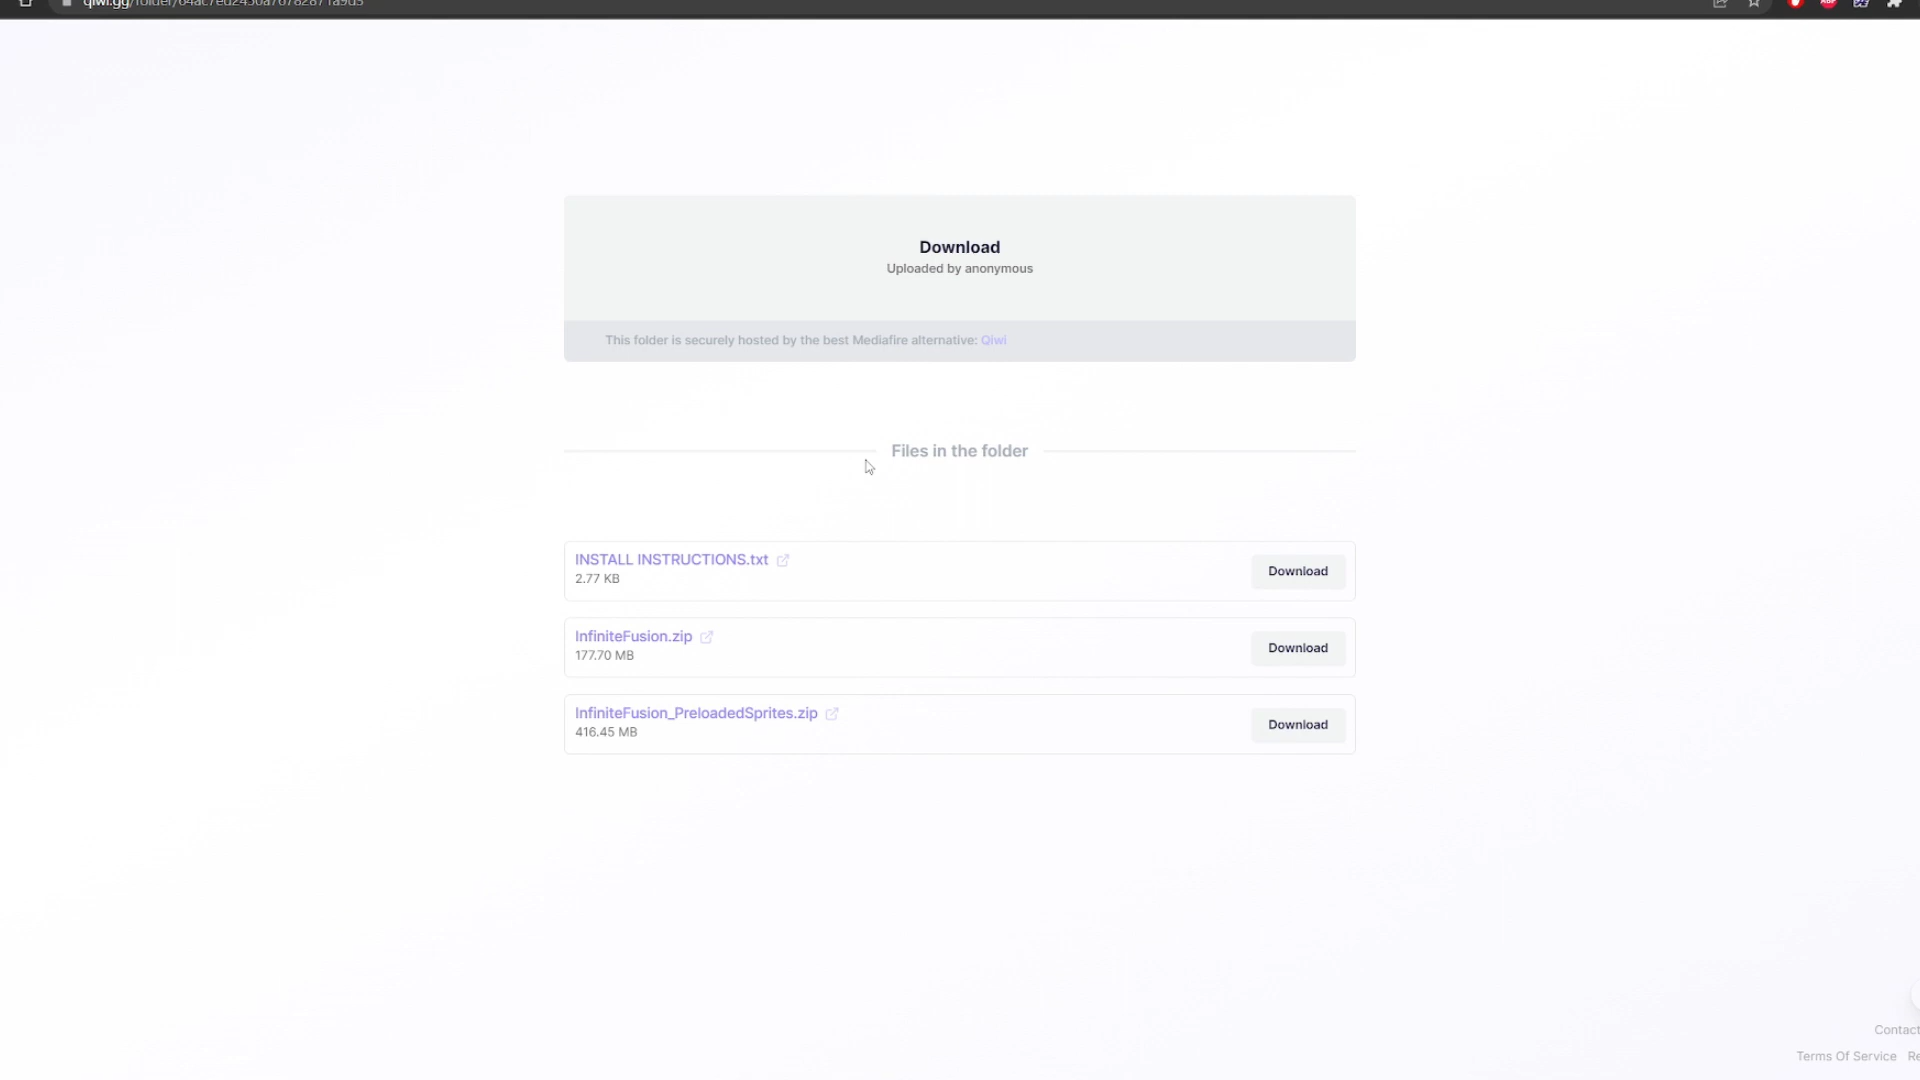 Download
Uploaded by anonymous
This folder is securely hosted by the best Mediafire alternative: Qiwi
Files in the folder
INSTALL INSTRUCTIONS.txt
2.77 KB
Download
InfiniteFusion.zip
177.70 MB
Download
InfiniteFusion_PreloadedSprites.zip
416.45 MB
Download
Contact
Terms Of Service